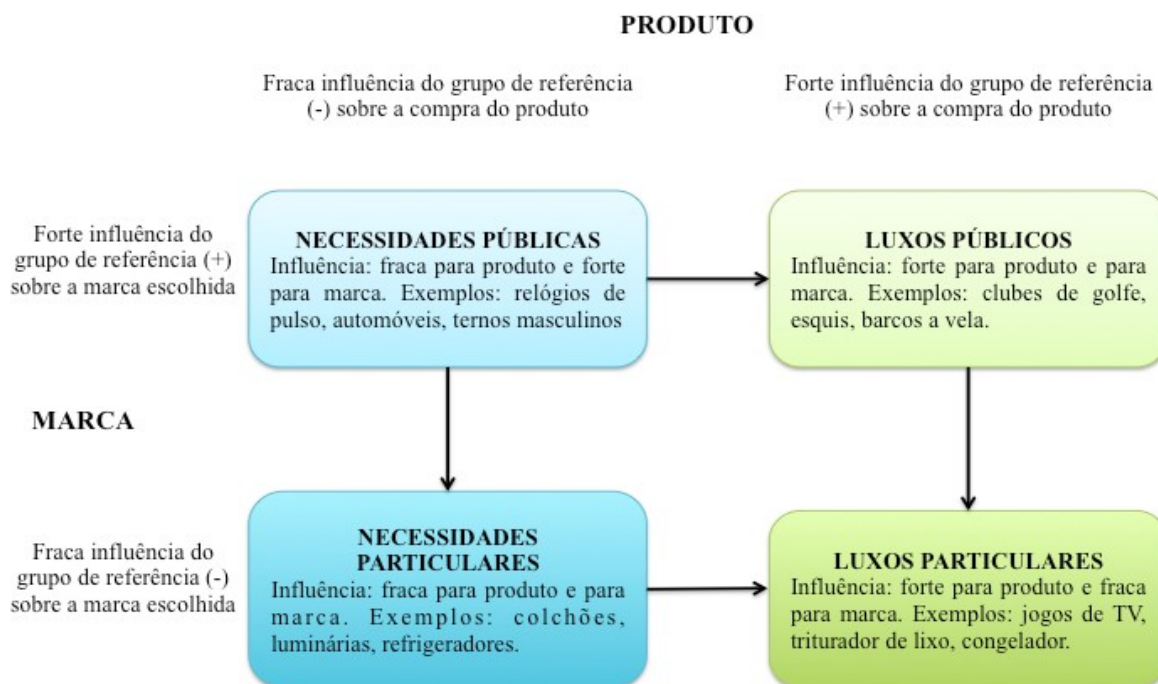 PRODUTO
Fraca influência do grupo de referência
(-) sobre a compra do produto
Forte influência do grupo de referência
(+) sobre a compra do produto
Forte influência do
grupo de referência (+)
sobre a marca escolhida
NECESSIDADES PÚBLICAS
Influência: fraca para produto e forte
para marca. Exemplos: relógios de
pulso, automóveis, ternos masculinos
LUXOS PÚBLICOS
Influência: forte para produto e para
marca. Exemplos: clubes de golfe,
esquis, barcos a vela.
MARCA
Fraca influência do
grupo de referência (-)
sobre a marca escolhida
NECESSIDADES
PARTICULARES
Influência: fraca para produto e para
marca. Exemplos: colchões,
luminárias, refrigeradores.
LUXOS PARTICULARES
Influência: forte para produto e fraca
para marca. Exemplos: jogos de TV,
triturador de lixo, congelador.